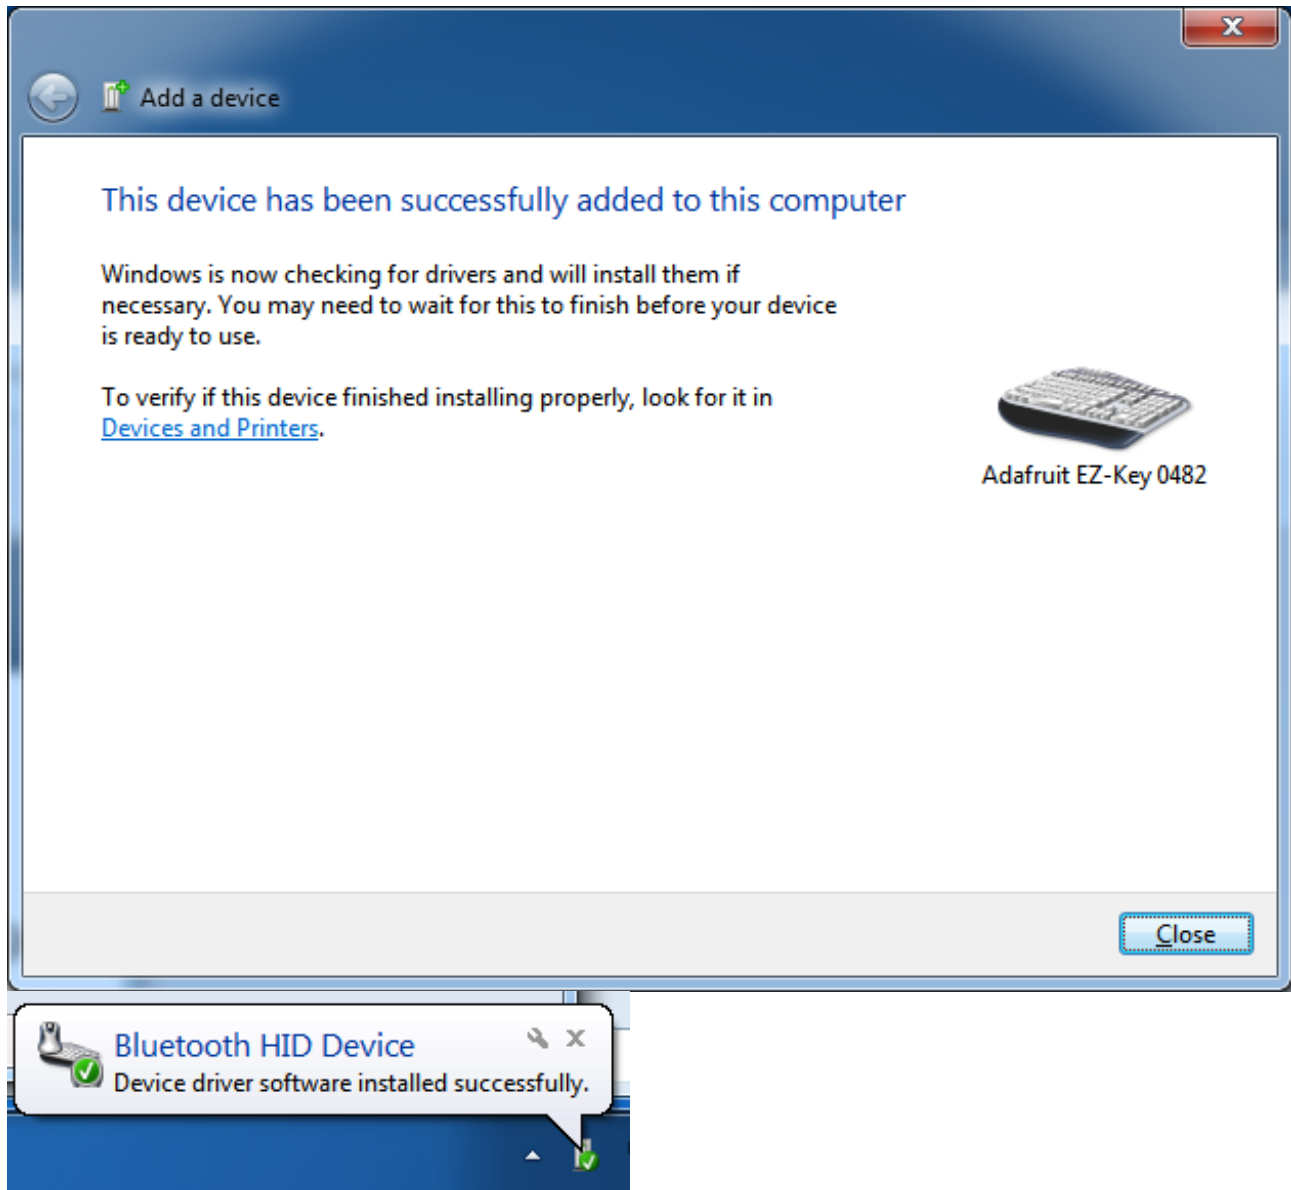 Add a device
This device has been successfully added to this computer
Windows is now checking for drivers and will install them if
necessary. You may need to wait for this to finish before your device
is ready to use.
To verify if this device finished installing properly, look for it in
Devices and Printers.
Adafruit EZ-Key 0482
Close
Bluetooth HID Device
Device driver software installed successfully.